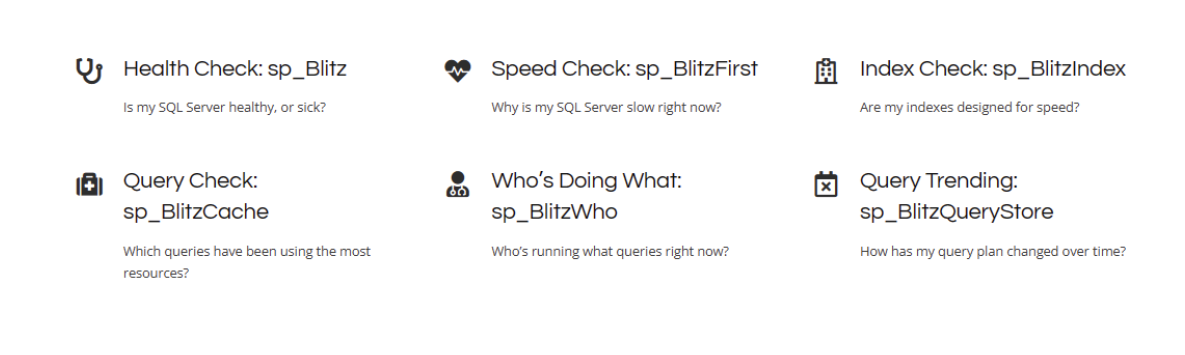 Health Check: sp_Blitz
Is my SQL Server healthy, or sick?
Speed Check: sp_BlitzFirst
Why is my SQL Server slow right now?
Index Check: sp_BlitzIndex
Are my indexes designed for speed?
Query Check:
sp_BlitzCache
Which queries have been using the most
resources?
Who’s Doing What:
sp_BlitzWho
Who’s running what queries right now?
Query Trending:
sp_BlitzQueryStore
How has my query plan changed over time?